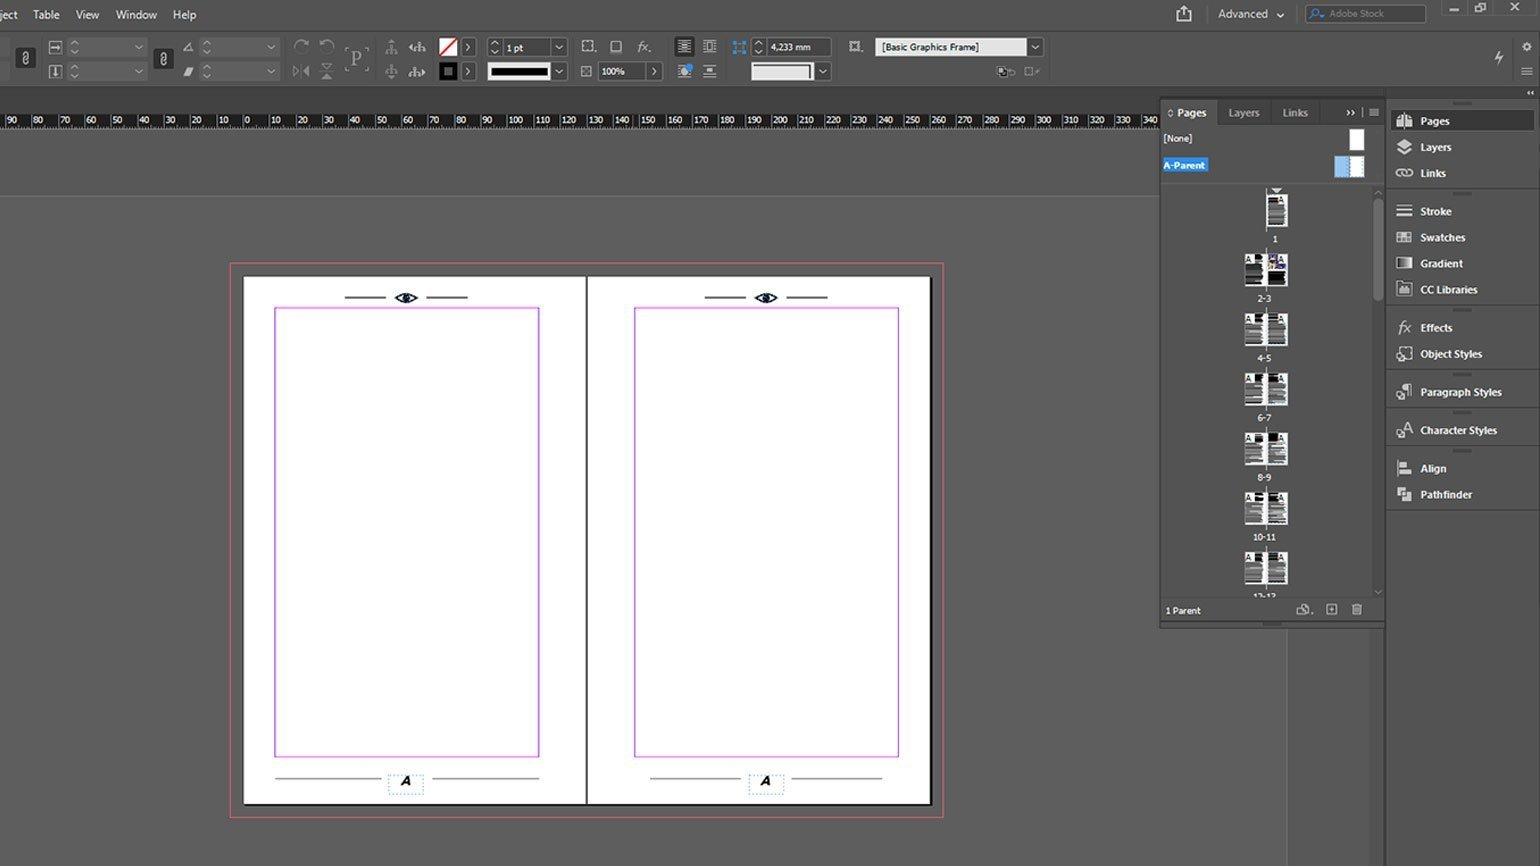 ject Table View Window Help
Advanced
Adobe Stock
1 pt
4,233 mm
[Basic Graphics Frame]
P
fx.
100%
90 80 70 60 50 40 30 20 10 0 10 20 30 40 50 60 70 80 90 100 110 120 130 140 150 160 170 180 190 200 210 220 230 240 250 260 270 280 290 300 310 320 330 340
Pages Layers Links
[None]
A-Parent
1
A A
2-3
A A
4-5
A A
6-7
A A
8-9
A A
10-11
A A
12-13
1 Parent
Pages
Layers
Links
Stroke
Swatches
Gradient
CC Libraries
fx Effects
Object Styles
Paragraph Styles
Character Styles
Align
Pathfinder
A A